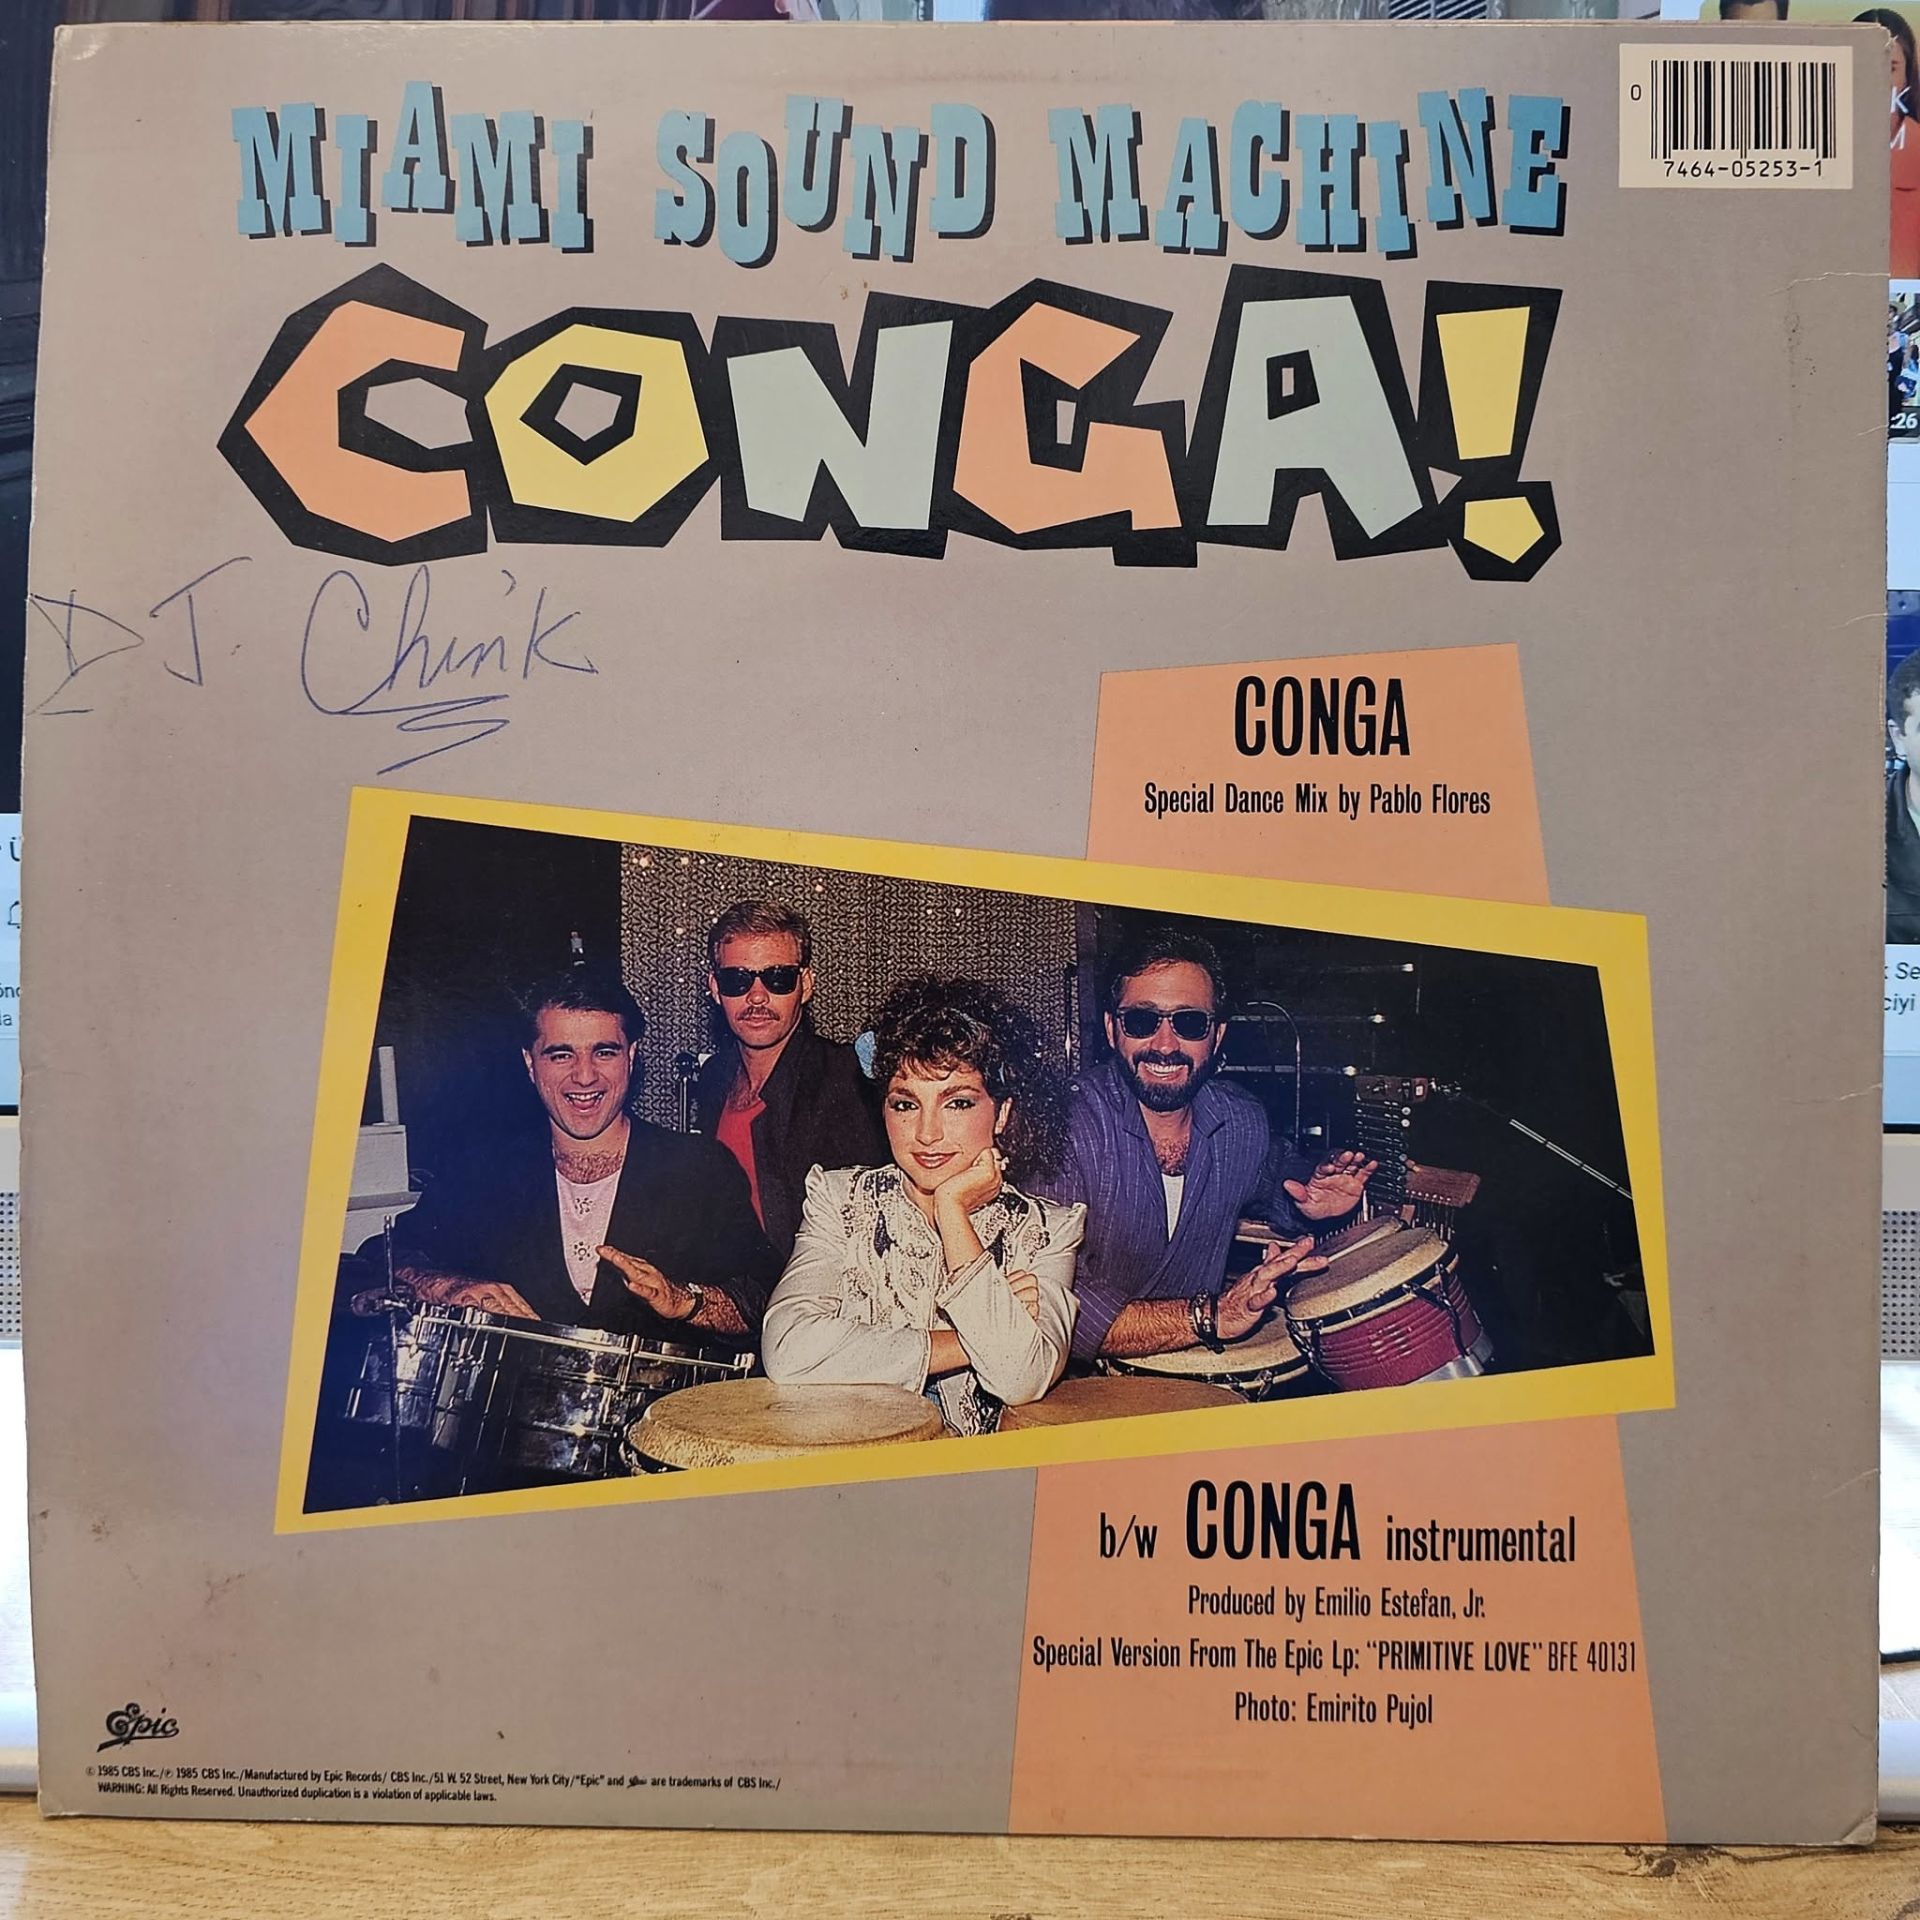 MIAMI SOUND MACHINE
0 7464-05253-1
CONGA!
DJ. Chink
CONGA
Special Dance Mix by Pablo Flores
b/w CONGA instrumental
Produced by Emilio Estefan, Jr.
Special Version From The Epic Lp: "PRIMITIVE LOVE" BFE 40131
Photo: Emirito Pujol
Epic
© 1985 CBS Inc./℗ 1985 CBS Inc./Manufactured by Epic Records/ CBS Inc./51 W. 52 Street, New York City/"Epic" and Epic are trademarks of CBS Inc./
WARNING: All Rights Reserved. Unauthorized duplication is a violation of applicable laws.
:26